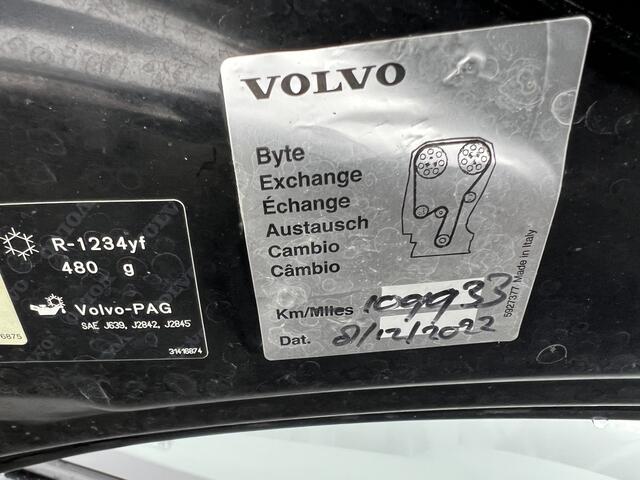 VOLVO
Byte
Exchange
Échange
Austausch
Cambio
Câmbio
Km/Miles 109933
Dat. 8/12/2022
5927377 Made in Italy
R-1234yf
480 g
Volvo-PAG
SAE J639, J2842, J2845
31416874
6875